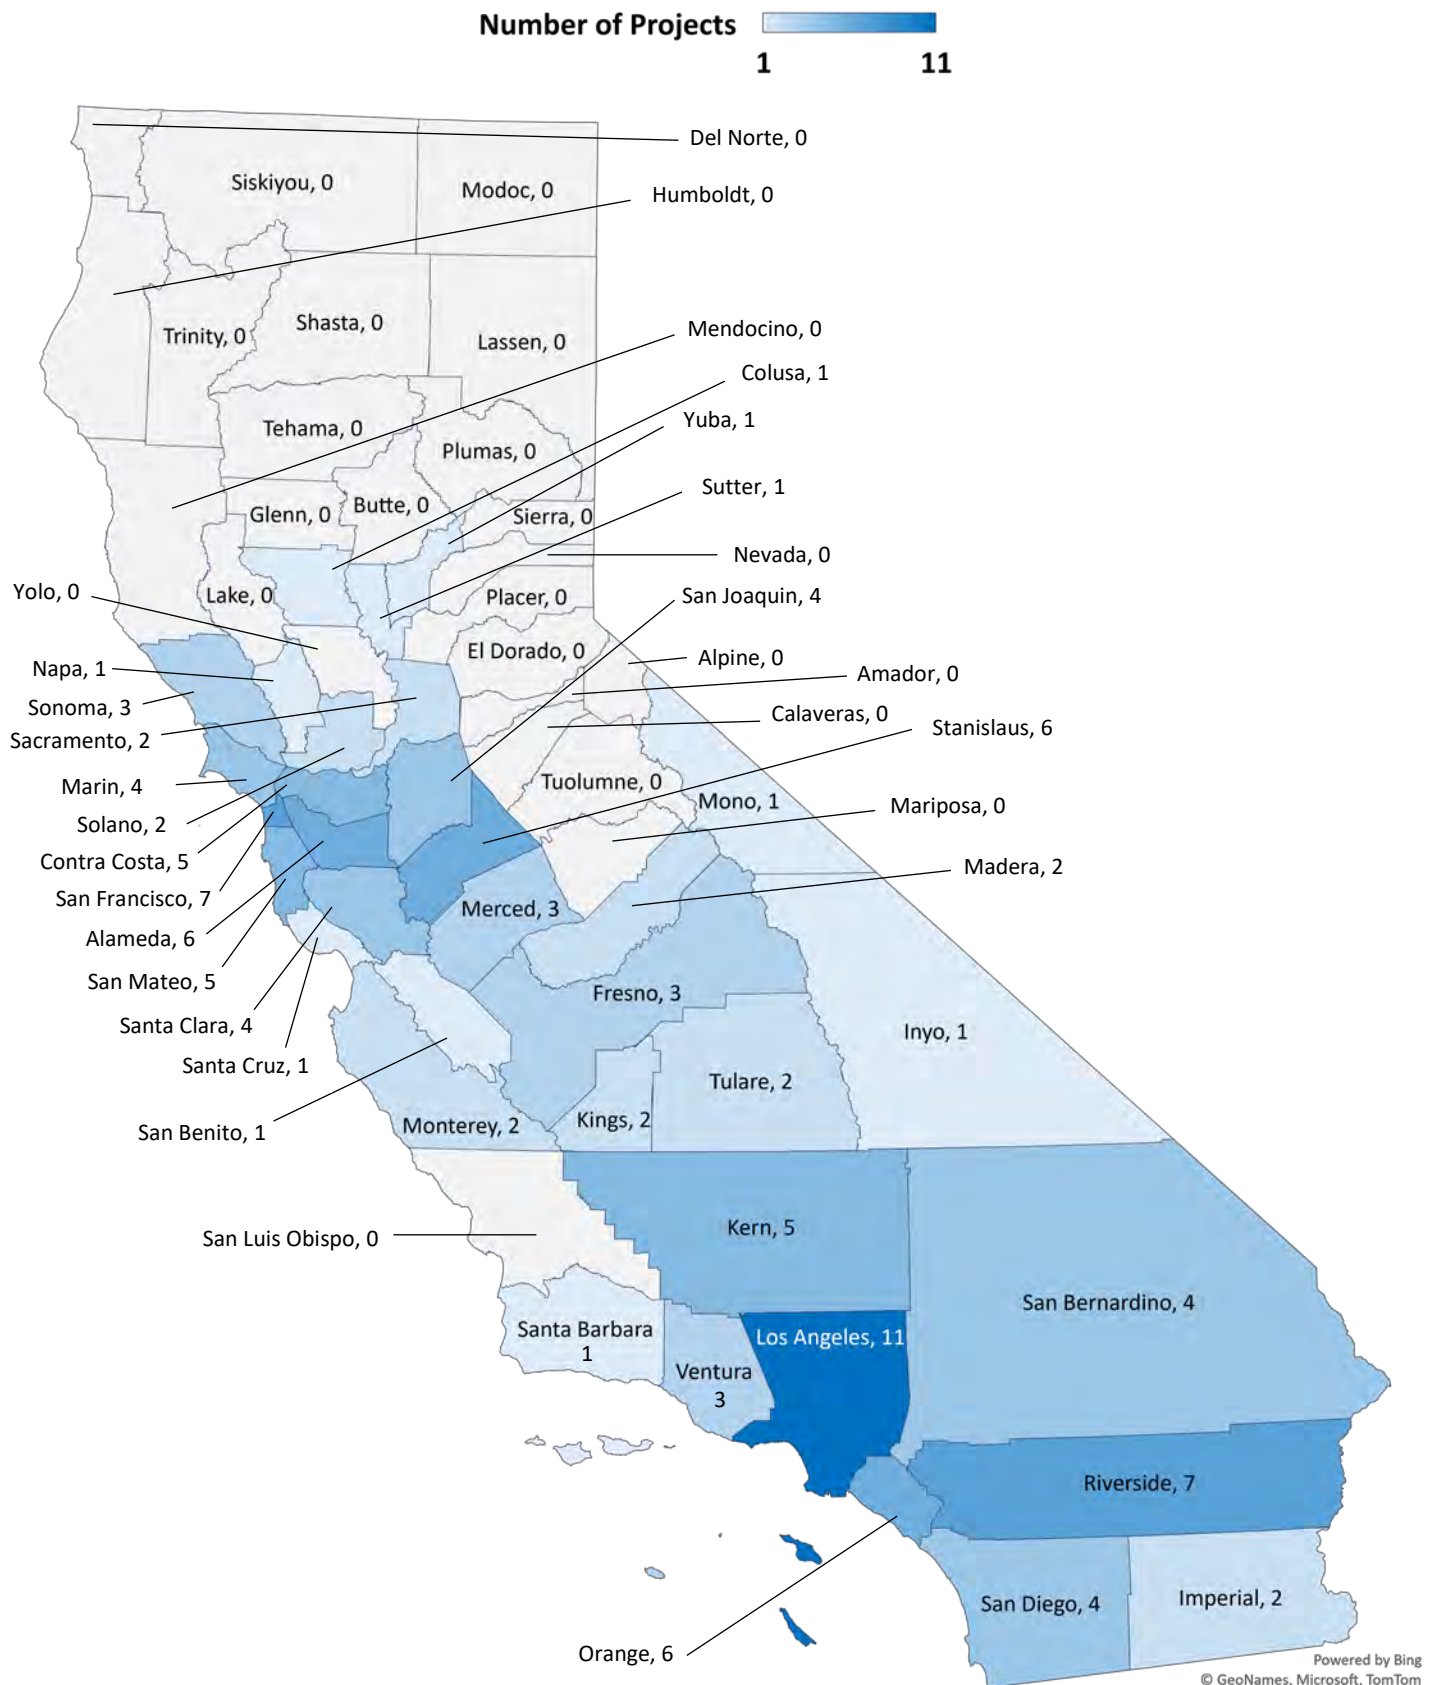 Number of Projects
1 11
Del Norte, 0
Siskiyou, 0
Modoc, 0
Humboldt, 0
Trinity, 0
Shasta, 0
Lassen, 0
Mendocino, 0
Colusa, 1
Tehama, 0
Yuba, 1
Plumas, 0
Sutter, 1
Glenn, 0
Butte, 0
Sierra, 0
Nevada, 0
Yolo, 0
Lake, 0
Placer, 0
San Joaquin, 4
El Dorado, 0
Alpine, 0
Napa, 1
Amador, 0
Sonoma, 3
Calaveras, 0
Stanislaus, 6
Sacramento, 2
Marin, 4
Tuolumne, 0
Mono, 1
Mariposa, 0
Solano, 2
Contra Costa, 5
Madera, 2
San Francisco, 7
Merced, 3
Alameda, 6
San Mateo, 5
Fresno, 3
Santa Clara, 4
Inyo, 1
Santa Cruz, 1
Tulare, 2
San Benito, 1
Monterey, 2
Kings, 2
San Luis Obispo, 0
Kern, 5
San Bernardino, 4
Santa Barbara
1
Los Angeles, 11
Ventura
3
Riverside, 7
San Diego, 4
Imperial, 2
Orange, 6
Powered by Bing
© GeoNames, Microsoft, TomTom